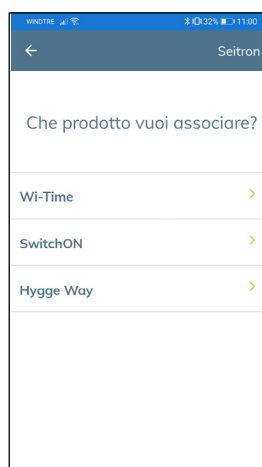 WINDTRE 32% 11:00
Seitron
Che prodotto vuoi associare?
Wi-Time
SwitchON
Hygge Way